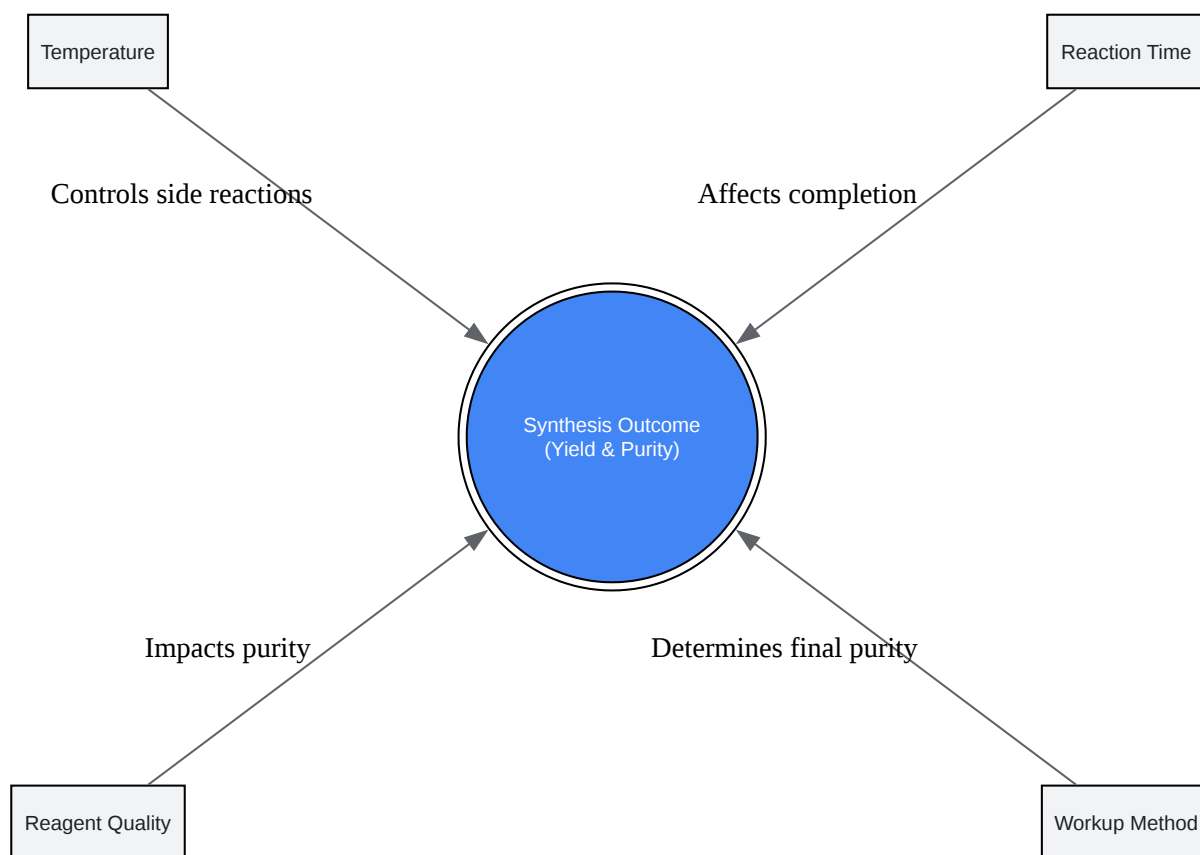 Temperature
Reaction Time
Controls side reactions
Affects completion
Synthesis Outcome
(Yield & Purity)
Impacts purity
Determines final purity
Reagent Quality
Workup Method